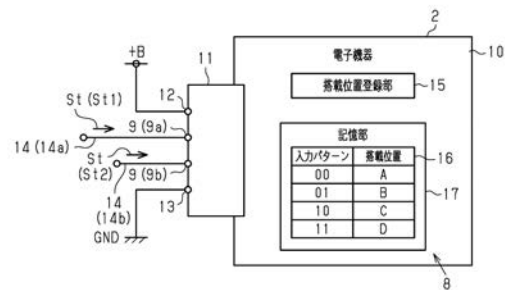 2
10
電子機器
+B
11
搭載位置登録部
15
12
St(St1)
14(14a)
9(9a)
記憶部
入力パターン 搭載位置
16
00 A
17
01 B
10 C
11 D
St
(St2)
9(9b)
14
(14b)
13
GND
8